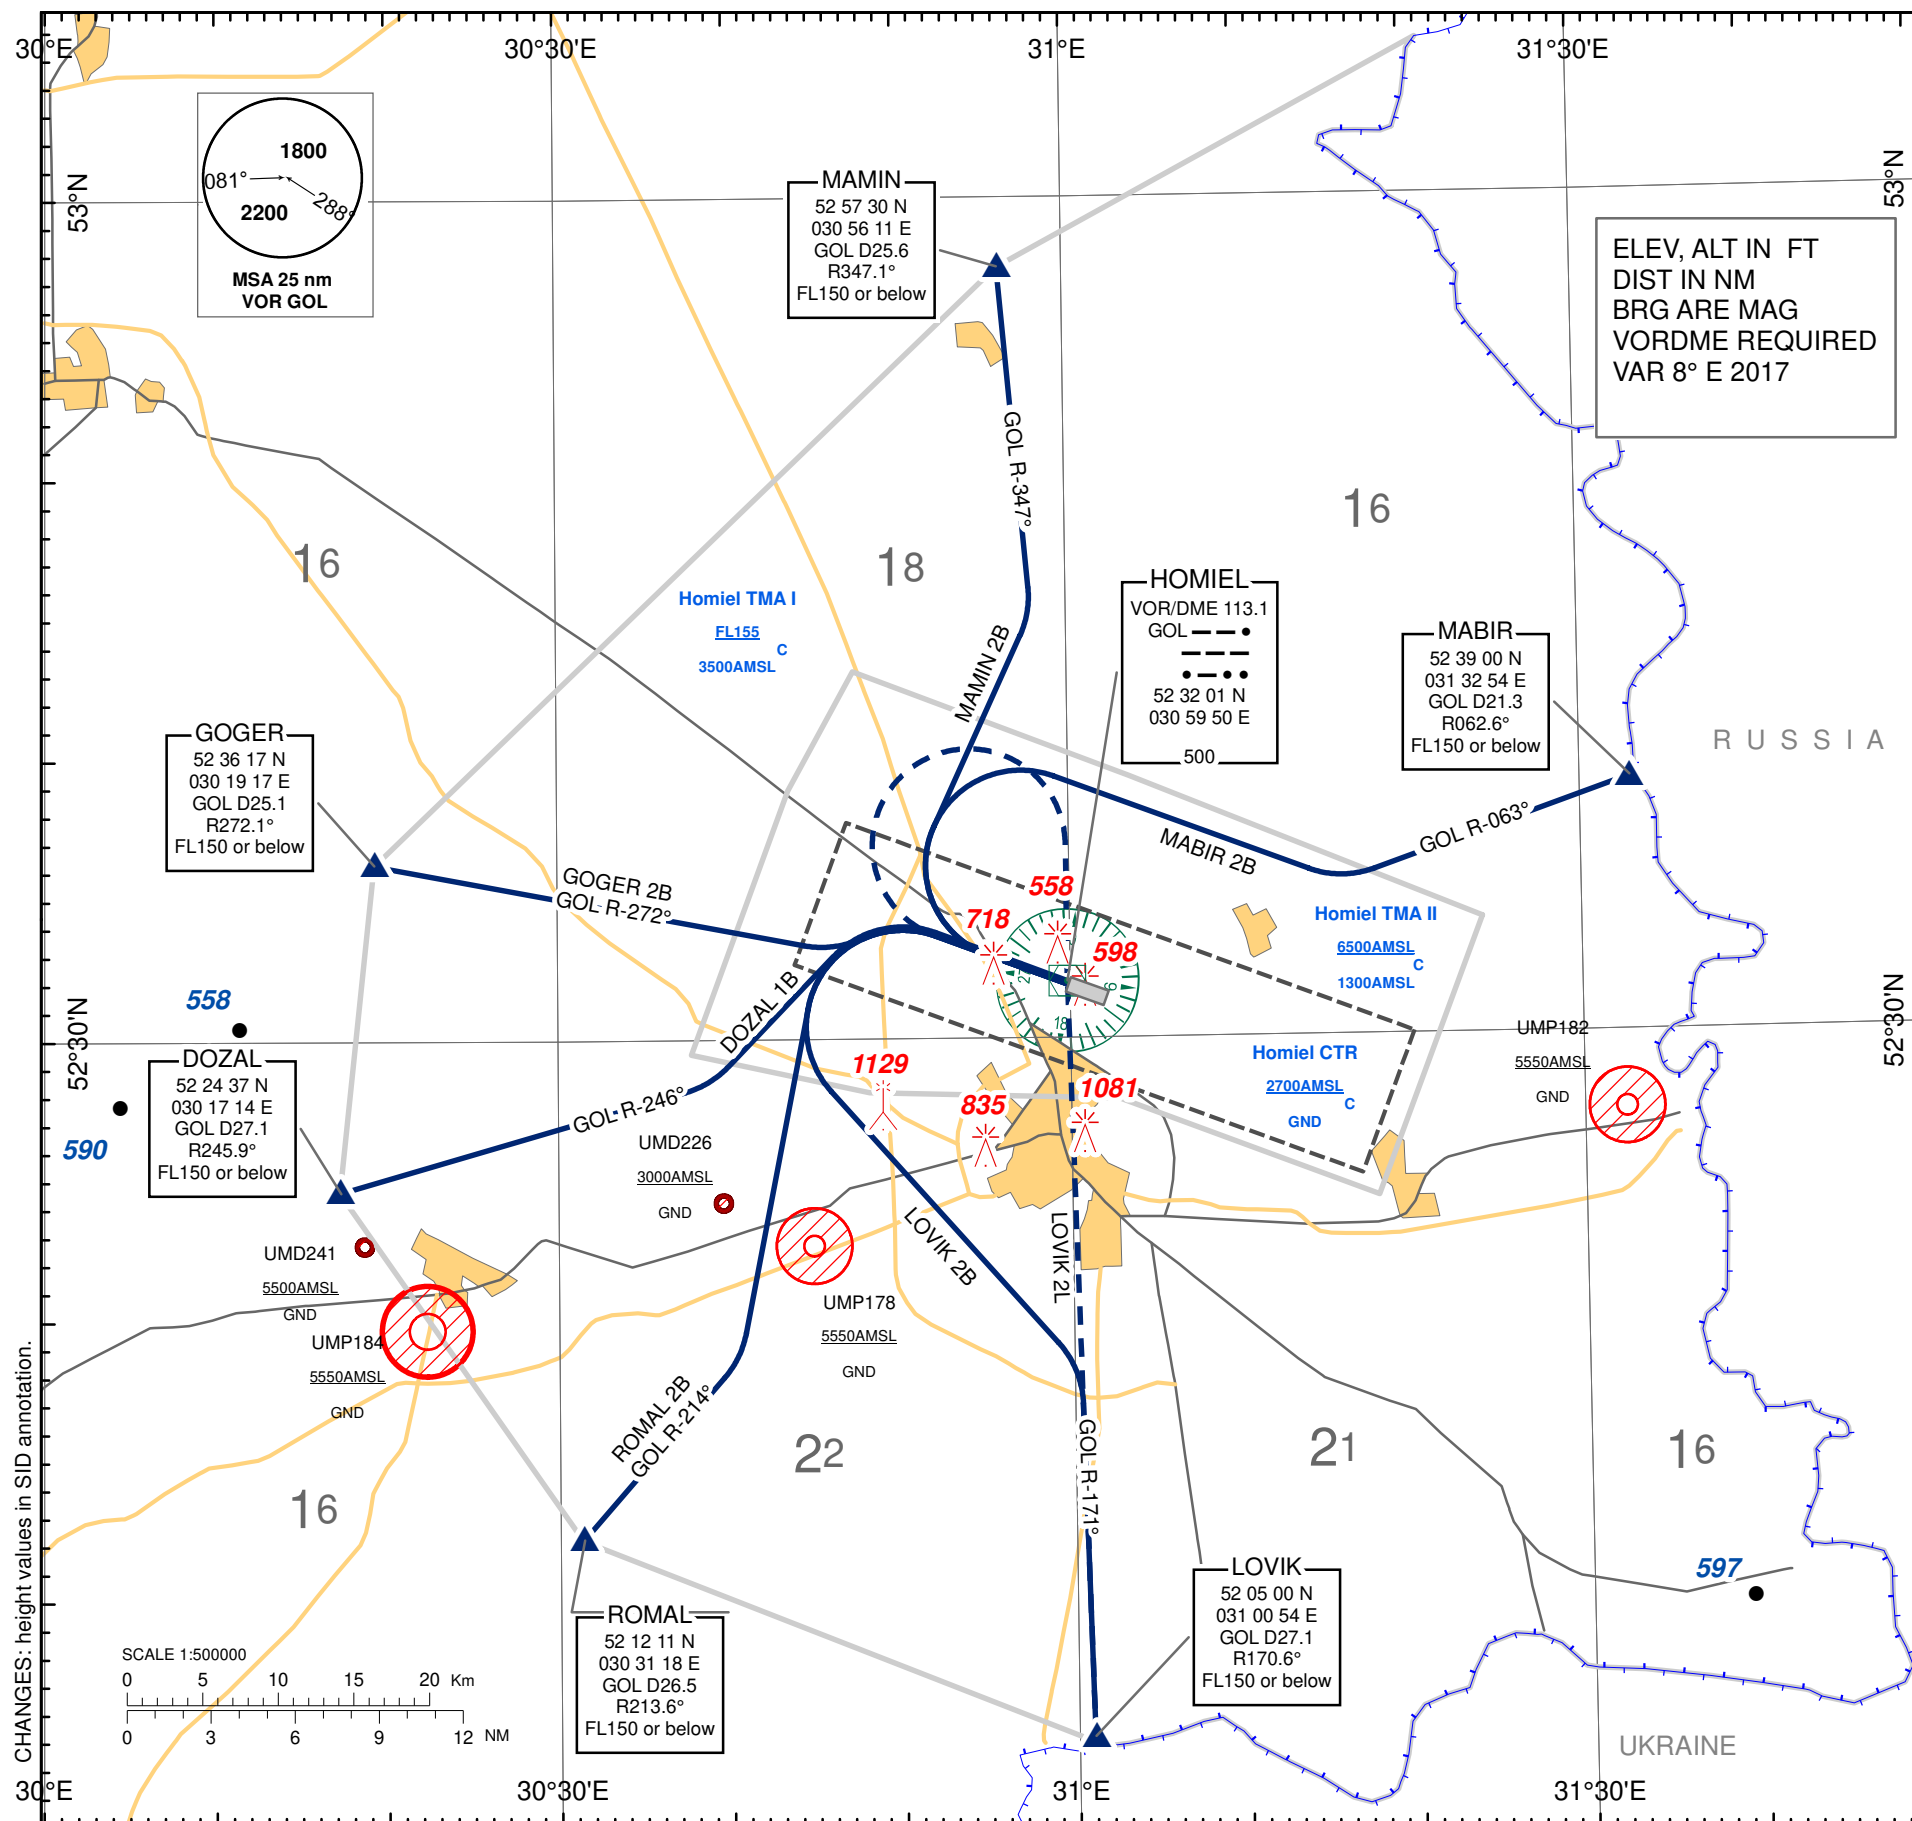 30°E
30°30'E
31°E
31°30'E
53°N
53°N
1800
081°
288°
2200
MSA 25 nm
VOR GOL
MAMIN
52 57 30 N
030 56 11 E
GOL D25.6
R347.1°
FL150 or below
ELEV, ALT IN FT
DIST IN NM
BRG ARE MAG
VORDME REQUIRED
VAR 8° E 2017
GOL R-347°
16
18
16
Homiel TMA I
FL155
C
3500AMSL
HOMIEL
VOR/DME 113.1
GOL
52 32 01 N
030 59 50 E
500
MABIR
52 39 00 N
031 32 54 E
GOL D21.3
R062.6°
FL150 or below
RUSSIA
MAMIN 2B
GOGER
52 36 17 N
030 19 17 E
GOL D25.1
R272.1°
FL150 or below
GOGER 2B
GOL R-272°
MABIR 2B
GOL R-063°
558
718
598
6
18
Homiel TMA II
6500AMSL
C
1300AMSL
558
590
DOZAL
52 24 37 N
030 17 14 E
GOL D27.1
R245.9°
FL150 or below
DOZAL 1B
GOL R-246°
52°30'N
52°30'N
1129
835
1081
Homiel CTR
2700AMSL
C
GND
UMP182
5550AMSL
GND
UMD226
3000AMSL
GND
UMD241
5500AMSL
GND
UMP184
5550AMSL
GND
UMP178
5550AMSL
GND
LOVIK 2B
LOVIK 2L
ROMAL 2B
GOL R-214°
GOL R-171°
22
21
16
16
597
ROMAL
52 12 11 N
030 31 18 E
GOL D26.5
R213.6°
FL150 or below
LOVIK
52 05 00 N
031 00 54 E
GOL D27.1
R170.6°
FL150 or below
UKRAINE
SCALE 1:500000
0 5 10 15 20 Km
0 3 6 9 12 NM
30°E
30°30'E
31°E
31°30'E
CHANGES: height values in SID annotation.